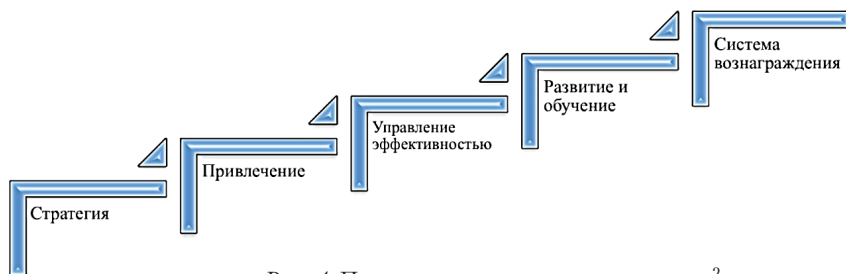 Система
вознаграждения
Развитие и
обучение
Управление
эффективностью
Привлечение
Стратегия